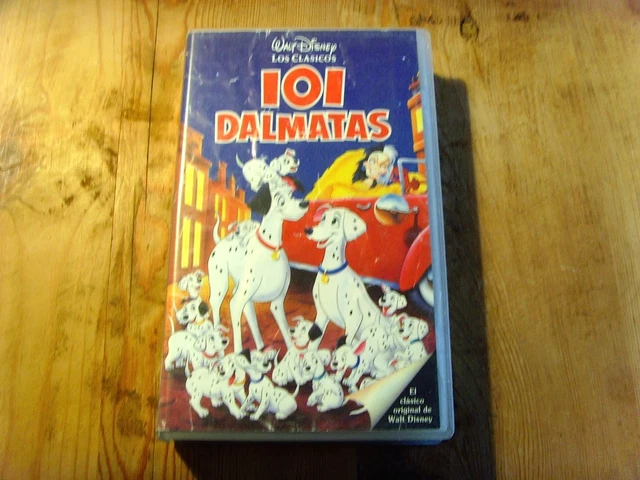 Walt Disney
LOS CLASICOS
101
DALMATAS
El
clásico
original de
Walt Disney